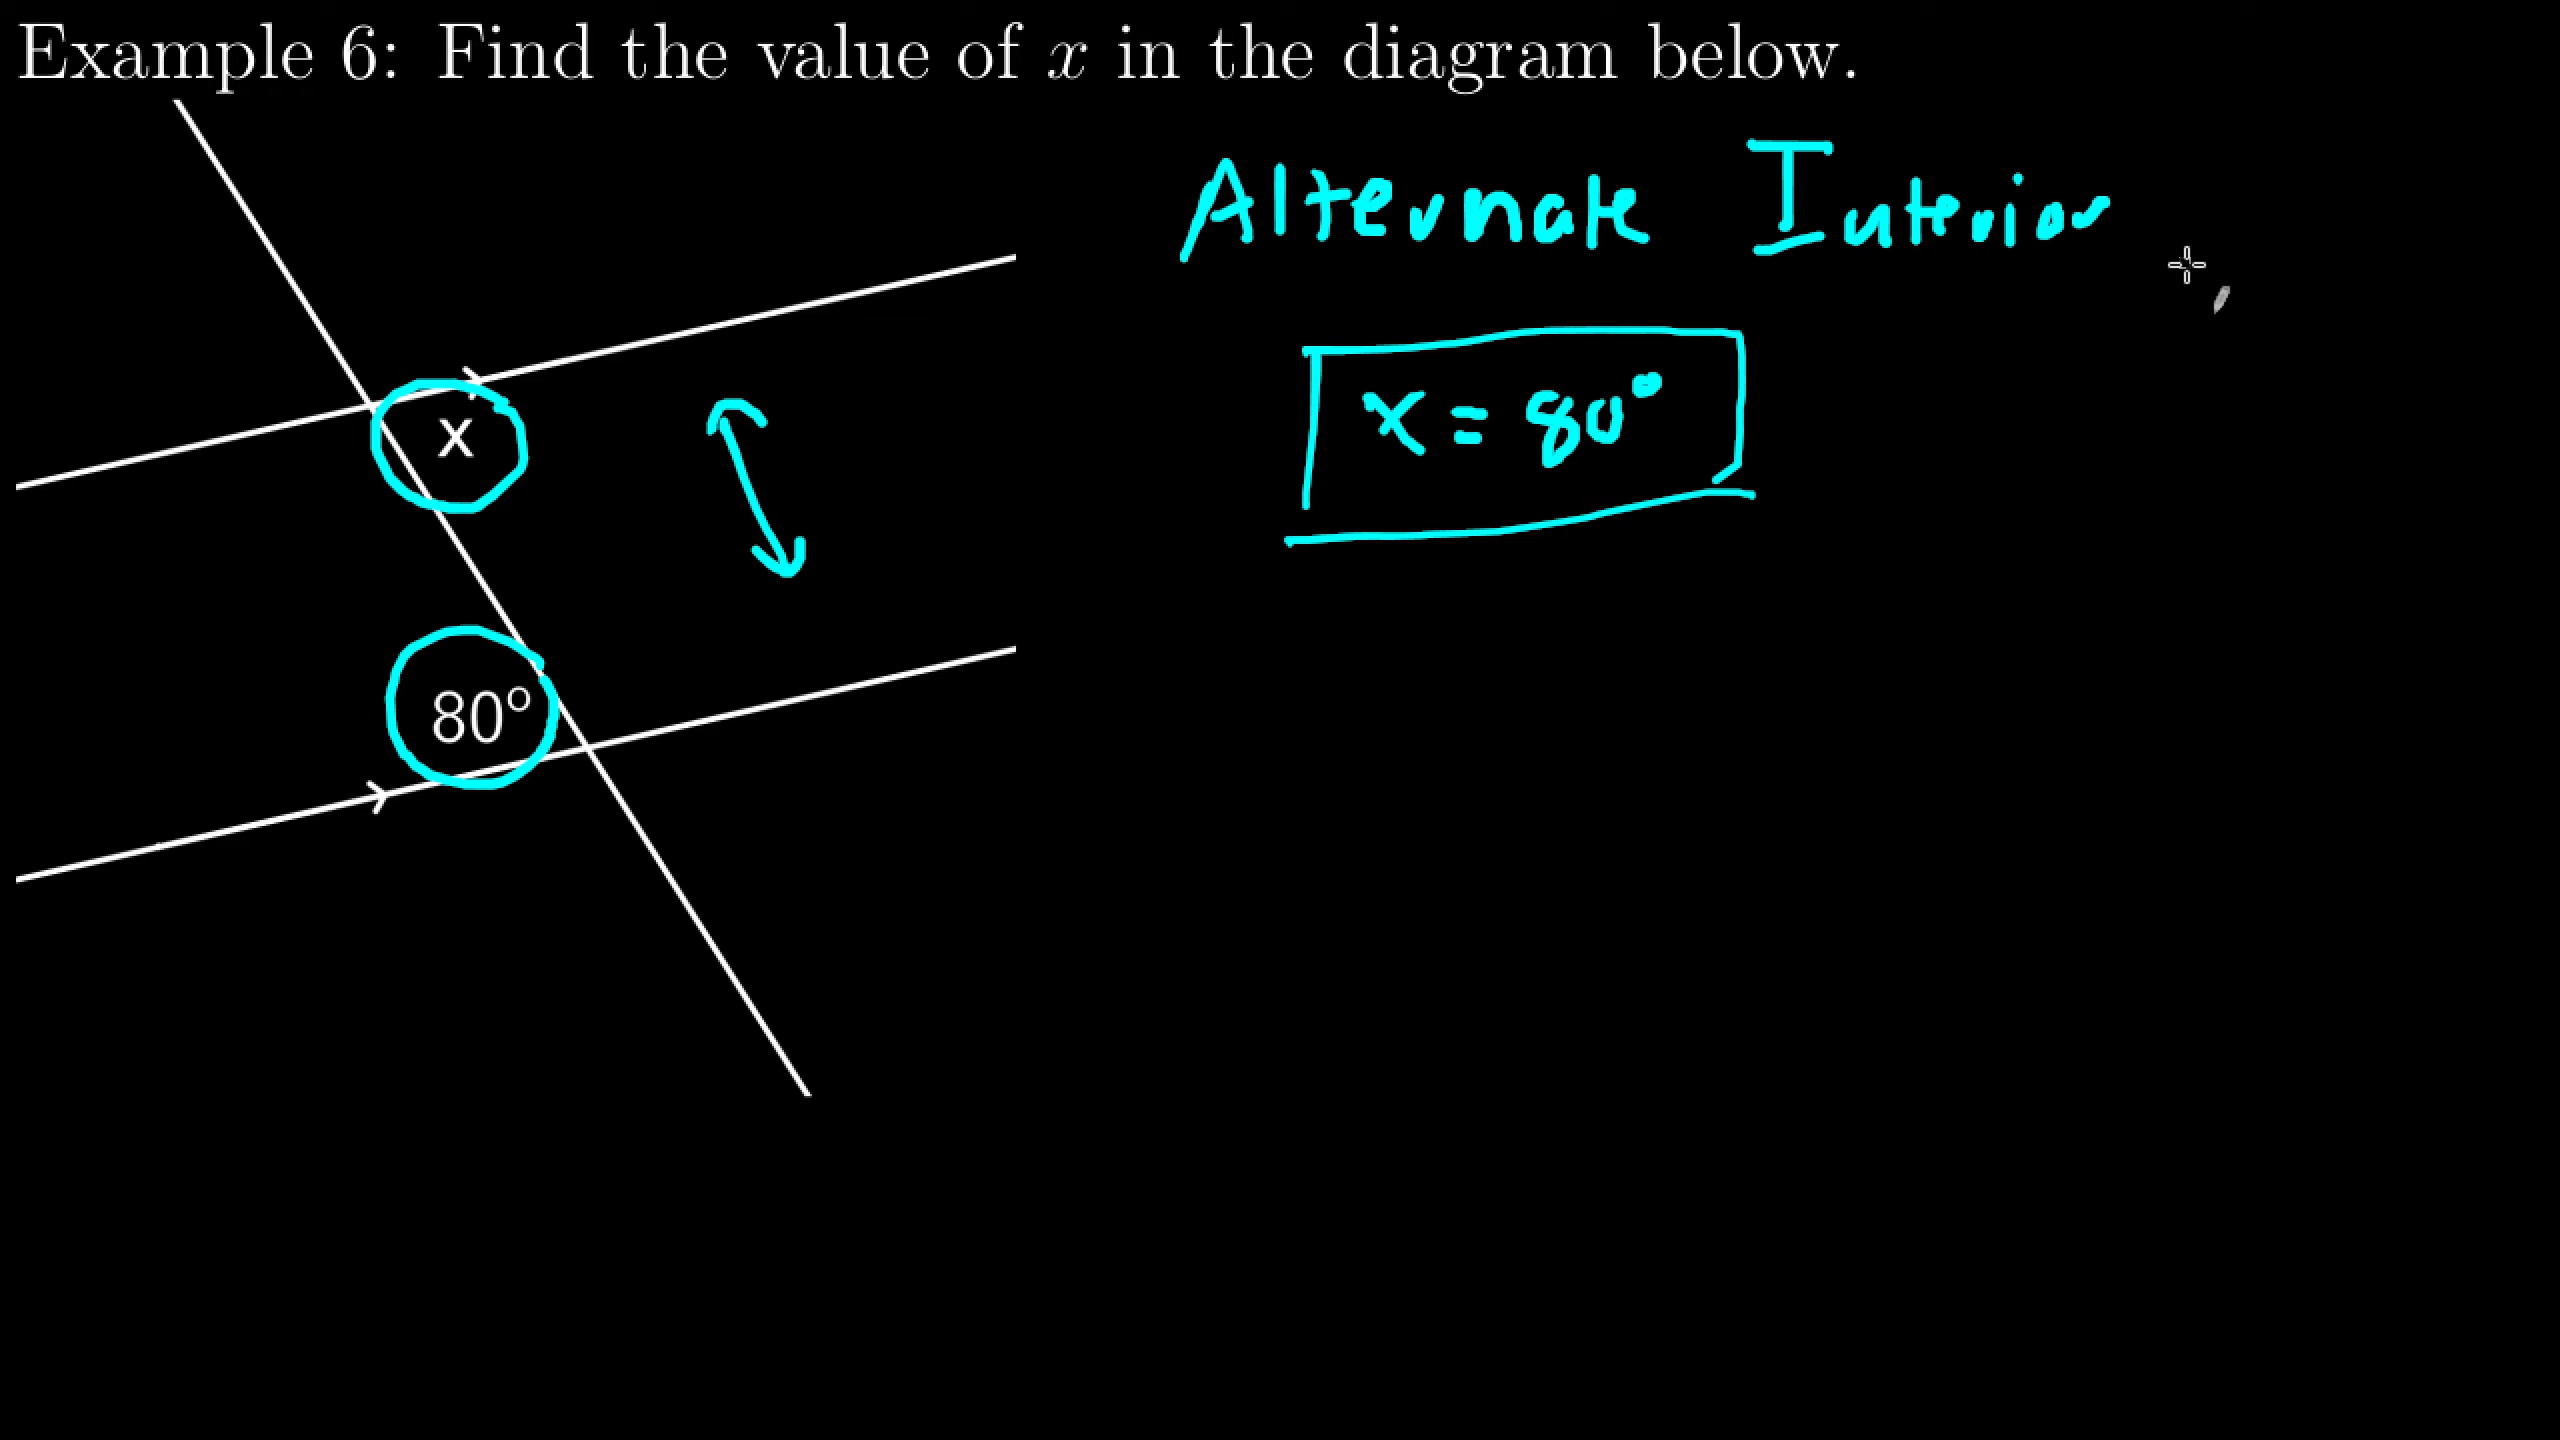 Example 6: Find the value of x in the diagram below.
Alternate Interior
x = 80°
x
80°